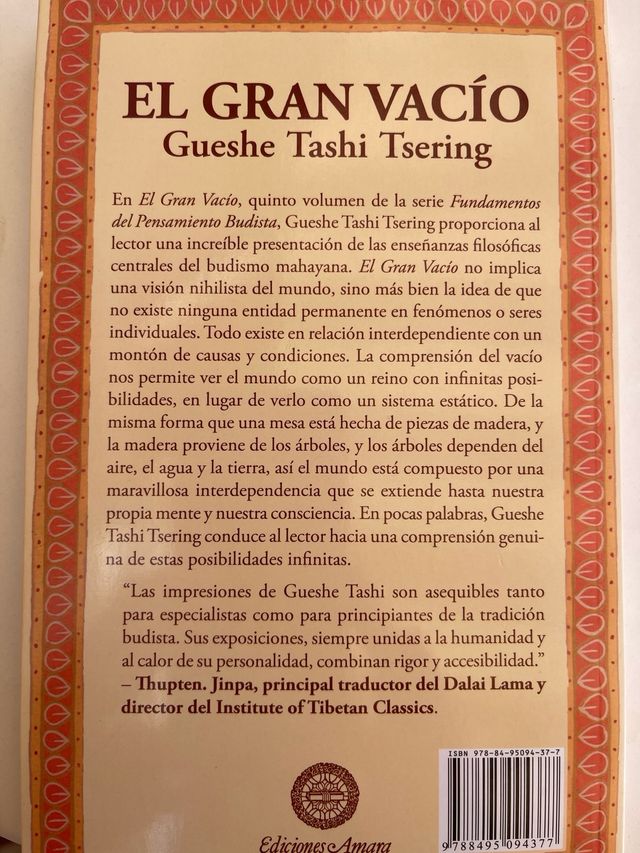 EL GRAN VACÍO
Gueshe Tashi Tsering
En El Gran Vacío, quinto volumen de la serie Fundamentos
del Pensamiento Budista, Gueshe Tashi Tsering proporciona al
lector una increíble presentación de las enseñanzas filosóficas
centrales del budismo mahayana. El Gran Vacío no implica
una visión nihilista del mundo, sino más bien la idea de que
no existe ninguna entidad permanente en fenómenos o seres
individuales. Todo existe en relación interdependiente con un
montón de causas y condiciones. La comprensión del vacío
nos permite ver el mundo como un reino con infinitas posi-
bilidades, en lugar de verlo como un sistema estático. De la
misma forma que una mesa está hecha de piezas de madera, y
la madera proviene de los árboles, y los árboles dependen del
aire, el agua y la tierra, así el mundo está compuesto por una
maravillosa interdependencia que se extiende hasta nuestra
propia mente y nuestra consciencia. En pocas palabras, Gueshe
Tashi Tsering conduce al lector hacia una comprensión genui-
na de estas posibilidades infinitas.
“Las impresiones de Gueshe Tashi son asequibles tanto
para especialistas como para principiantes de la tradición
budista. Sus exposiciones, siempre unidas a la humanidad y
al calor de su personalidad, combinan rigor y accesibilidad.”
– Thupten. Jinpa, principal traductor del Dalai Lama y
director del Institute of Tibetan Classics.
ISBN 978-84-95094-37-7
9 788495 094377
Ediciones Amara